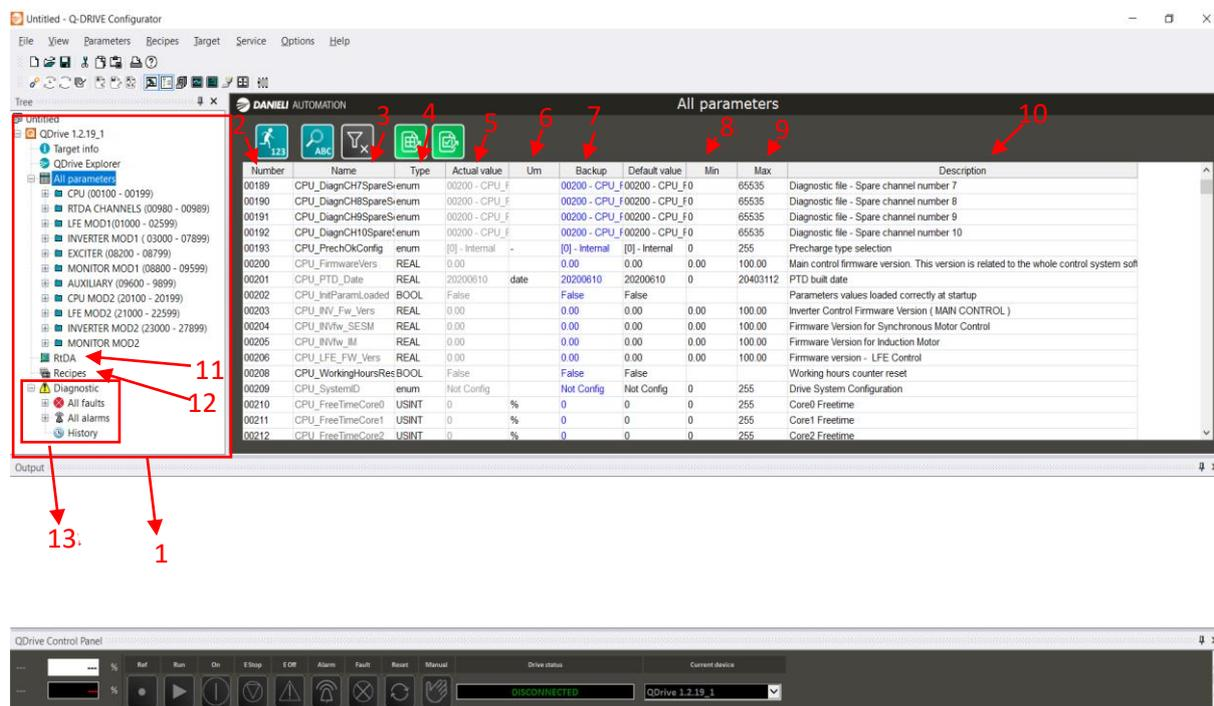 Untitled - Q-DRIVE Configurator
File View Parameters Recipes Target Service Options Help
Tree
Untitled
QDrive 1.2.19_1
Target info
QDrive Explorer
All parameters
CPU (00100 - 00199)
RTDA CHANNELS (00980 - 00989)
LFE MOD1(01000 - 02599)
INVERTER MOD1 ( 03000 - 07899)
EXCITER (08200 - 08799)
MONITOR MOD1 (08800 - 09599)
AUXILIARY (09600 - 9899)
CPU MOD2 (20100 - 20199)
LFE MOD2 (21000 - 22599)
INVERTER MOD2 (23000 - 27899)
MONITOR MOD2
RtDA
Recipes
Diagnostic
All faults
All alarms
History
11
12
13.
1
DANIELI AUTOMATION All parameters
2 3 4 5 6 7 8 9 10
123 ABC
Number Name Type Actual value Um Backup Default value Min Max Description
00189 CPU_DiagnCH7SpareS enum 00200 - CPU_F 00200 - CPU_F 00200 - CPU_F 0 65535 Diagnostic file - Spare channel number 7
00190 CPU_DiagnCH8SpareS enum 00200 - CPU_F 00200 - CPU_F 00200 - CPU_F 0 65535 Diagnostic file - Spare channel number 8
00191 CPU_DiagnCH9SpareS enum 00200 - CPU_F 00200 - CPU_F 00200 - CPU_F 0 65535 Diagnostic file - Spare channel number 9
00192 CPU_DiagnCH10Spare enum 00200 - CPU_F 00200 - CPU_F 00200 - CPU_F 0 65535 Diagnostic file - Spare channel number 10
00193 CPU_PrechOkConfig enum [0] - Internal - [0] - Internal [0] - Internal 0 255 Precharge type selection
00200 CPU_FirmwareVers REAL 0.00 0.00 0.00 0.00 100.00 Main control firmware version. This version is related to the whole control system soft
00201 CPU_PTD_Date REAL 20200610 date 20200610 20200610 0 20403112 PTD built date
00202 CPU_InitParamLoaded BOOL False False False Parameters values loaded correctly at startup
00203 CPU_INV_Fw_Vers REAL 0.00 0.00 0.00 0.00 100.00 Inverter Control Firmware Version ( MAIN CONTROL )
00204 CPU_INVfw_SESM REAL 0.00 0.00 0.00 0.00 100.00 Firmware Version for Synchronous Motor Control
00205 CPU_INVfw_IM REAL 0.00 0.00 0.00 0.00 100.00 Firmware Version for Induction Motor
00206 CPU_LFE_FW_Vers REAL 0.00 0.00 0.00 0.00 100.00 Firmware version - LFE Control
00208 CPU_WorkingHoursRes BOOL False False False Working hours counter reset
00209 CPU_SystemID enum Not Config Not Config Not Config 0 255 Drive System Configuration
00210 CPU_FreeTimeCore0 USINT 0 % 0 0 0 255 Core0 Freetime
00211 CPU_FreeTimeCore1 USINT 0 % 0 0 0 255 Core1 Freetime
00212 CPU_FreeTimeCore2 USINT 0 % 0 0 0 255 Core2 Freetime
Output
QDrive Control Panel
--- --- % Ref Run On E Stop E Off Alarm Fault Reset Manual Drive status Current device
--- --- % DISCONNECTED QDrive 1.2.19_1